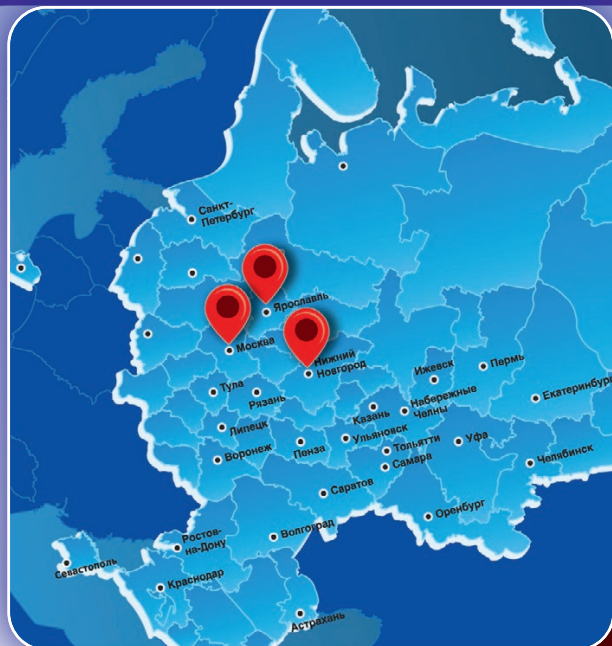 Санкт-
Петербург
Ярославль
Москва
Нижний
Новгород
Ижевск
Пермь
Тула
Рязань
Екатеринбург
Казань
Набережные
Челны
Липецк
Ульяновск
Воронеж
Пенза
Тольятти
Уфа
Самара
Челябинск
Саратов
Оренбург
Ростов-
на-Дону
Волгоград
Севастополь
Краснодар
Астрахань